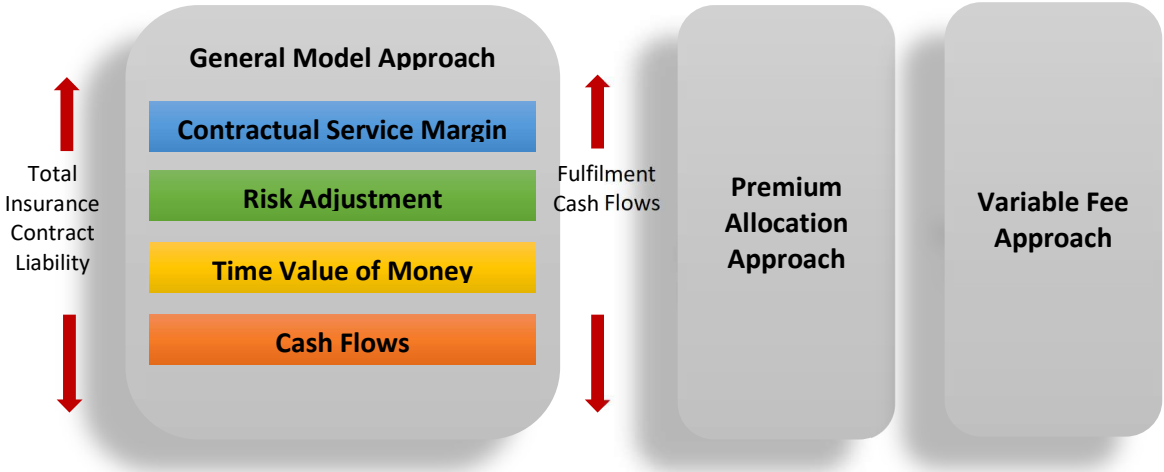 General Model Approach
Contractual Service Margin
Risk Adjustment
Time Value of Money
Cash Flows
Total
Insurance
Contract
Liability
Fulfilment
Cash Flows
Premium
Allocation
Approach
Variable Fee
Approach